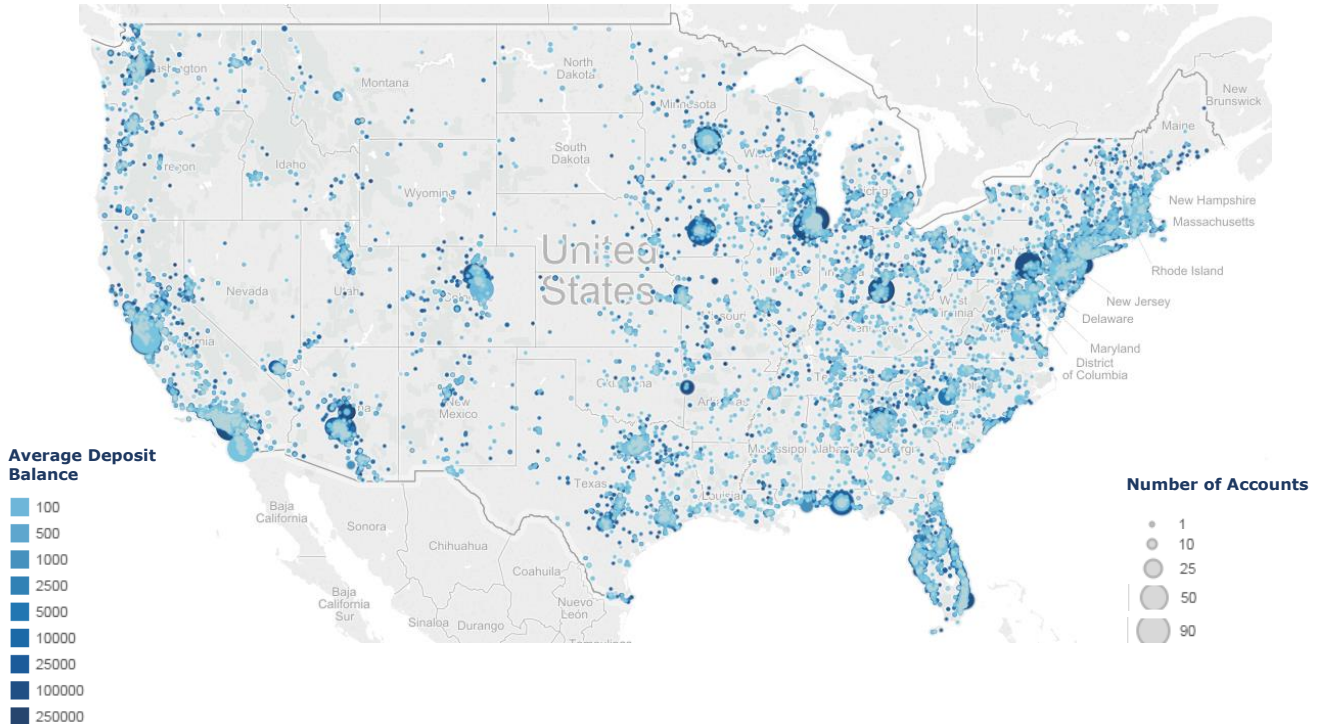 North
Dakota
Montana
Minnesota
New
Brunswick
Maine
South
Dakota
Idaho
Wyoming
New Hampshire
Massachusetts
United
States
Rhode Island
Nevada
Utah
New Jersey
Delaware
Maryland
District
of Columbia
New
Mexico
Mississippi
Texas
Average Deposit
Balance
100
500
1000
2500
5000
10000
25000
100000
250000
Baja
California
Sonora
Chihuahua
Coahuila
Baja
California
Sur
Sinaloa
Durango
Nuevo
León
Number of Accounts
1
10
25
50
90